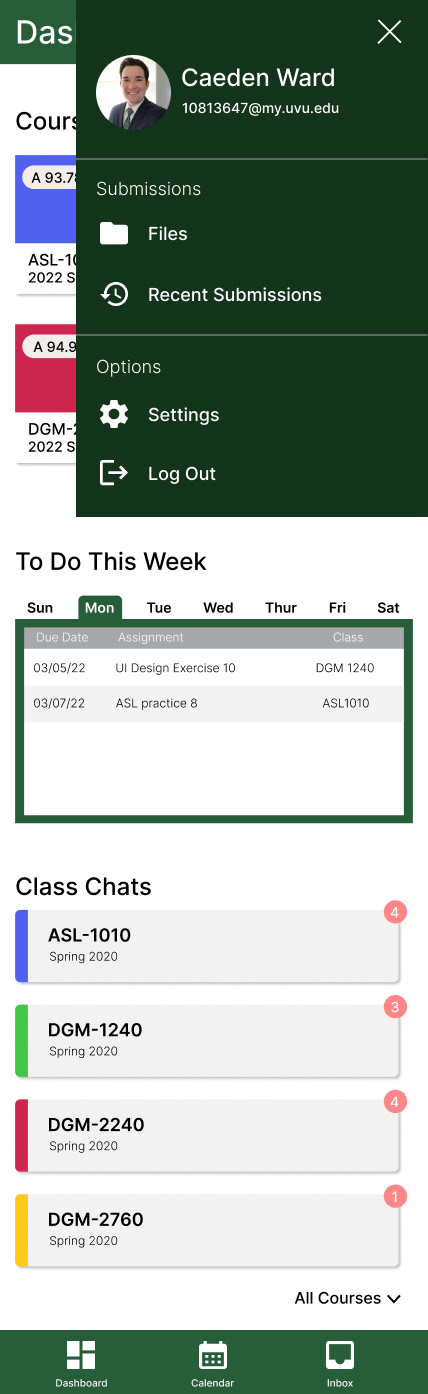 Das
Caeden Ward
10813647@my.uvu.edu
Cours
Submissions
A 93.78
Files
ASL-10
2022 S
Recent Submissions
A 94.9
Options
Settings
DGM-2
2022 S
Log Out
To Do This Week
Sun Mon Tue Wed Thur Fri Sat
Due Date Assignment Class
03/05/22 UI Design Exercise 10 DGM 1240
03/07/22 ASL practice 8 ASL1010
Class Chats
4
ASL-1010
Spring 2020
3
DGM-1240
Spring 2020
4
DGM-2240
Spring 2020
1
DGM-2760
Spring 2020
All Courses
Dashboard Calendar Inbox